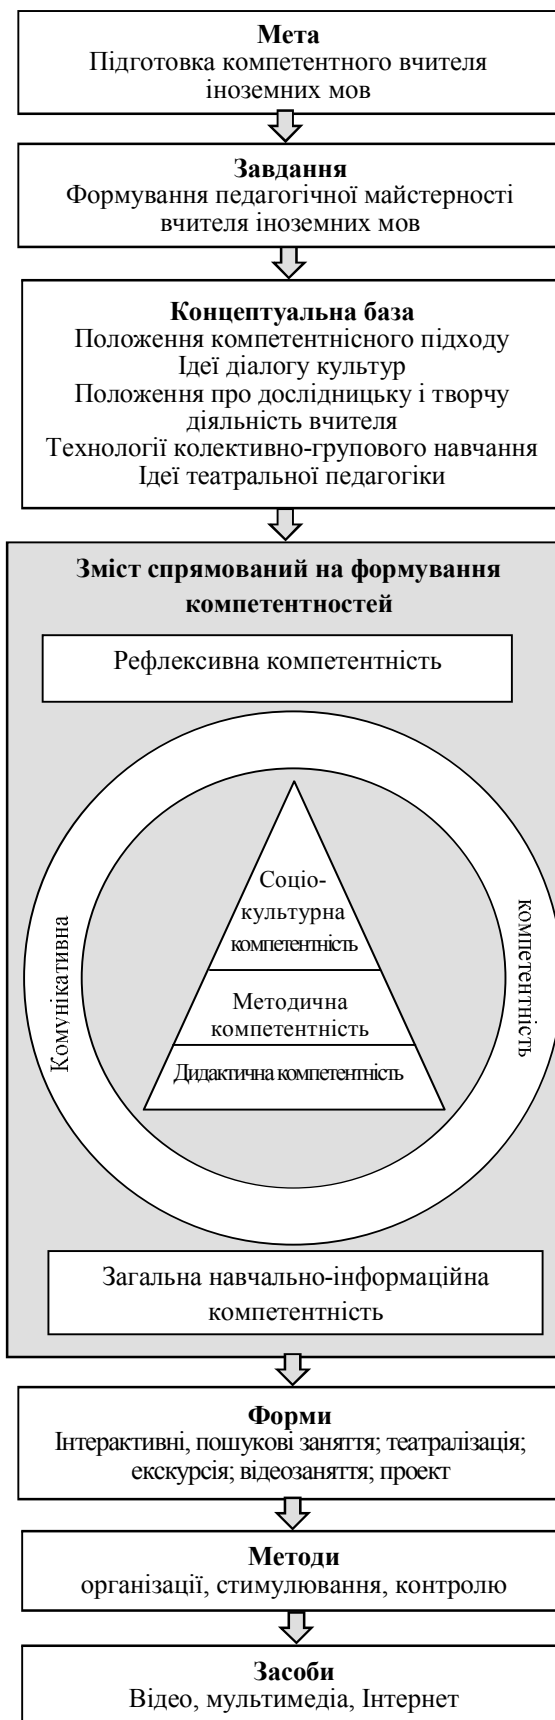 Мета
Підготовка компетентного вчителя
іноземних мов
Завдання
Формування педагогічної майстерності
вчителя іноземних мов
Концептуальна база
Положення компетентнісного підходу
Ідеї діалогу культур
Положення про дослідницьку і творчу
діяльність вчителя
Технології колективно-групового навчання
Ідеї театральної педагогіки
Зміст спрямований на формування
компетентностей
Рефлексивна компетентність
Комунікативна
компетентність
Соціо-
культурна
компетентність
Методична
компетентність
Дидактична компетентність
Загальна навчально-інформаційна
компетентність
Форми
Інтерактивні, пошукові заняття; театралізація;
екскурсія; відеозаняття; проект
Методи
організації, стимулювання, контролю
Засоби
Відео, мультимедіа, Інтернет